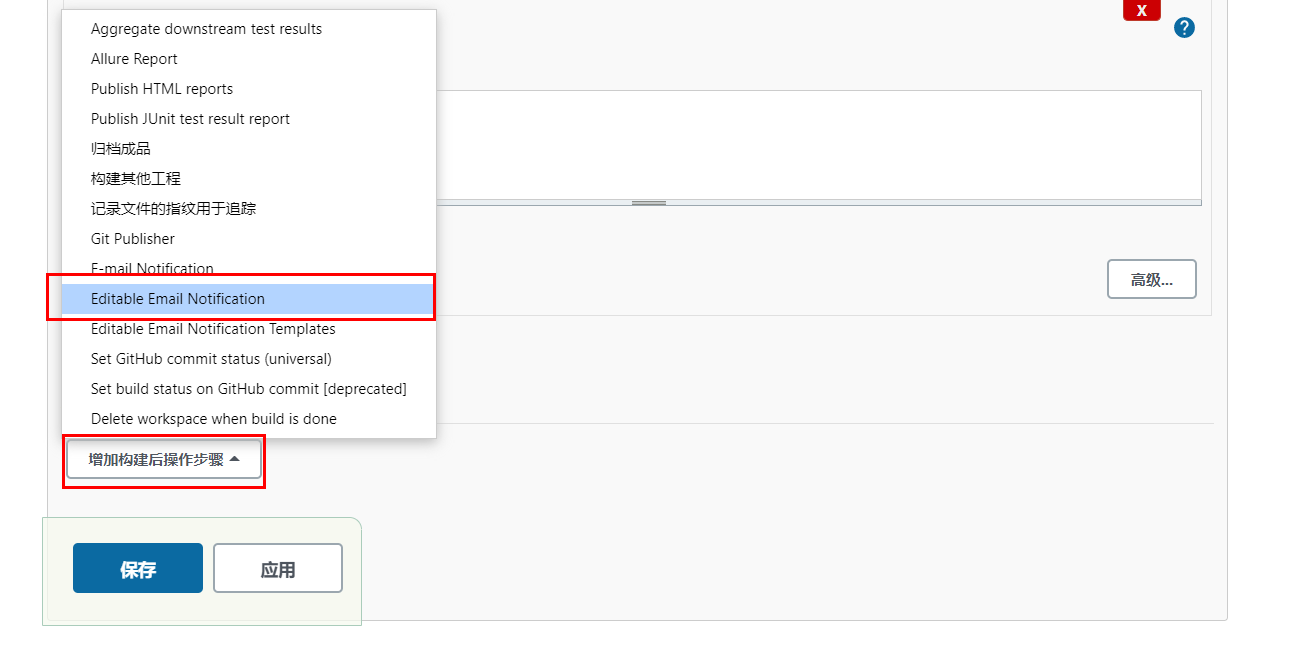 X
?
Aggregate downstream test results
Allure Report
Publish HTML reports
Publish JUnit test result report
归档成品
构建其他工程
记录文件的指纹用于追踪
Git Publisher
E-mail Notification
高级...
Editable Email Notification
Editable Email Notification Templates
Set GitHub commit status (universal)
Set build status on GitHub commit [deprecated]
Delete workspace when build is done
增加构建后操作步骤
保存
应用